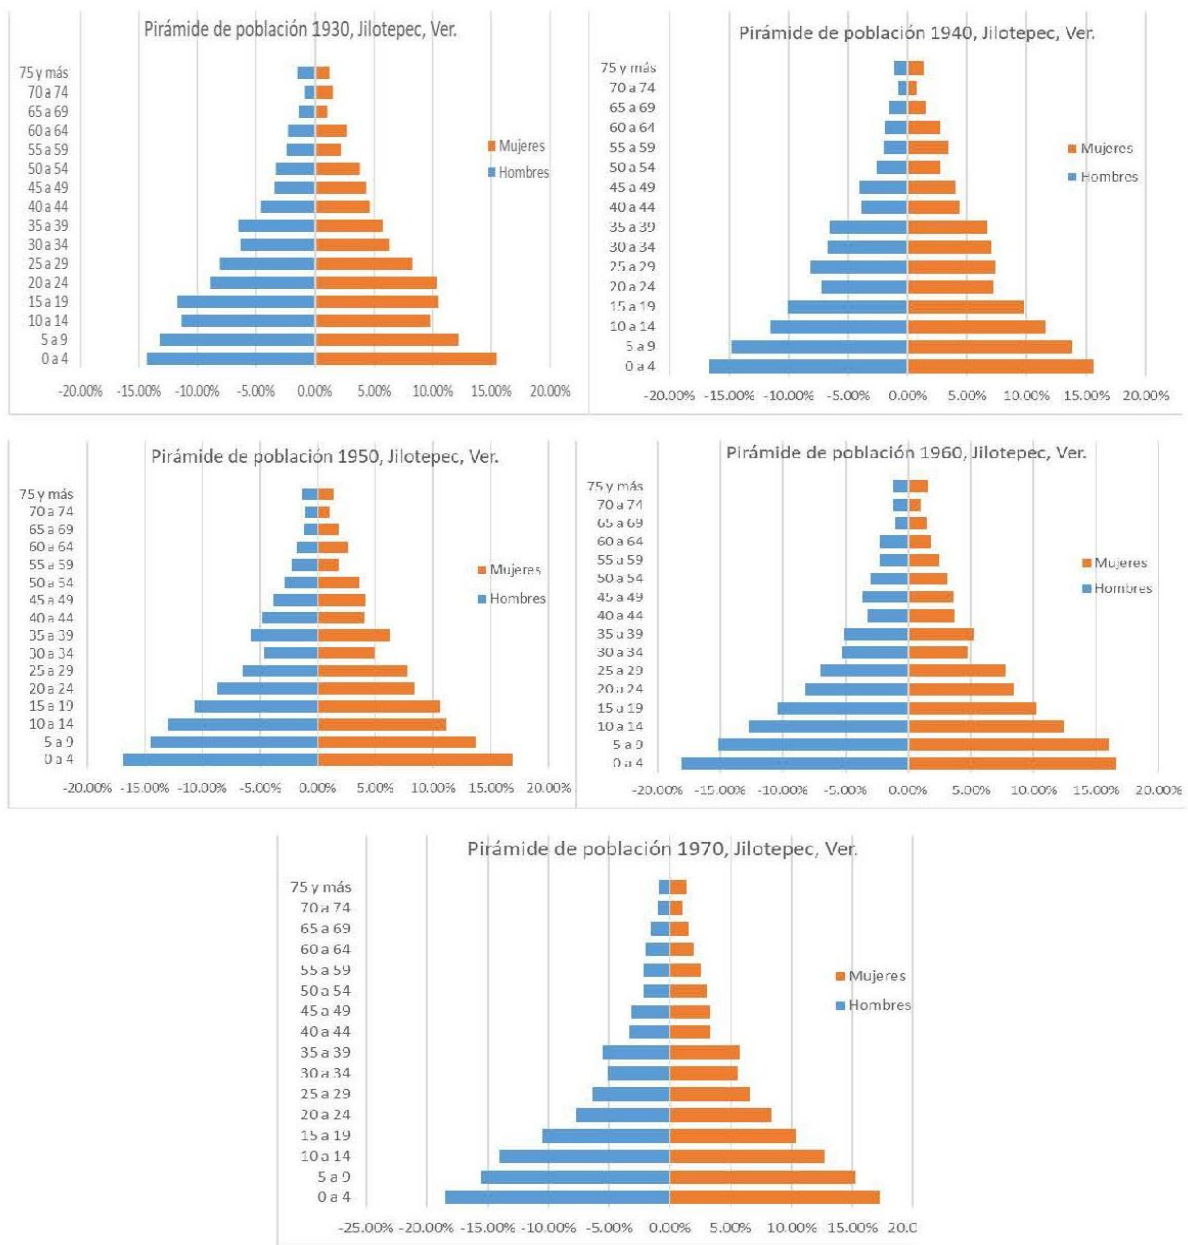 Pirámide de población 1930, Jilotepec, Ver.
75 y más
70 a 74
65 a 69
60 a 64
55 a 59
50 a 54
45 a 49
40 a 44
35 a 39
30 a 34
25 a 29
20 a 24
15 a 19
10 a 14
5 a 9
0 a 4
Mujeres
Hombres
-20.00% -15.00% -10.00% -5.00% 0.00% 5.00% 10.00% 15.00% 20.00%
Pirámide de población 1940, Jilotepec, Ver.
75 y más
70 a 74
65 a 69
60 a 64
55 a 59
50 a 54
45 a 49
40 a 44
35 a 39
30 a 34
25 a 29
20 a 24
15 a 19
10 a 14
5 a 9
0 a 4
Mujeres
Hombres
-20.00% -15.00% -10.00% -5.00% 0.00% 5.00% 10.00% 15.00% 20.00%
Pirámide de población 1950, Jilotepec, Ver.
75 y más
70 a 74
65 a 69
60 a 64
55 a 59
50 a 54
45 a 49
40 a 44
35 a 39
30 a 34
25 a 29
20 a 24
15 a 19
10 a 14
5 a 9
0 a 4
Mujeres
Hombres
-20.00% -15.00% -10.00% -5.00% 0.00% 5.00% 10.00% 15.00% 20.00%
Pirámide de población 1960, Jilotepec, Ver.
75 y más
70 a 74
65 a 69
60 a 64
55 a 59
50 a 54
45 a 49
40 a 44
35 a 39
30 a 34
25 a 29
20 a 24
15 a 19
10 a 14
5 a 9
0 a 4
Mujeres
Hombres
-20.00% -15.00% -10.00% -5.00% 0.00% 5.00% 10.00% 15.00% 20.00%
Pirámide de población 1970, Jilotepec, Ver.
75 y más
70 a 74
65 a 69
60 a 64
55 a 59
50 a 54
45 a 49
40 a 44
35 a 39
30 a 34
25 a 29
20 a 24
15 a 19
10 a 14
5 a 9
0 a 4
Mujeres
Hombres
-25.00% -20.00% -15.00% -10.00% -5.00% 0.00% 5.00% 10.00% 15.00% 20.0